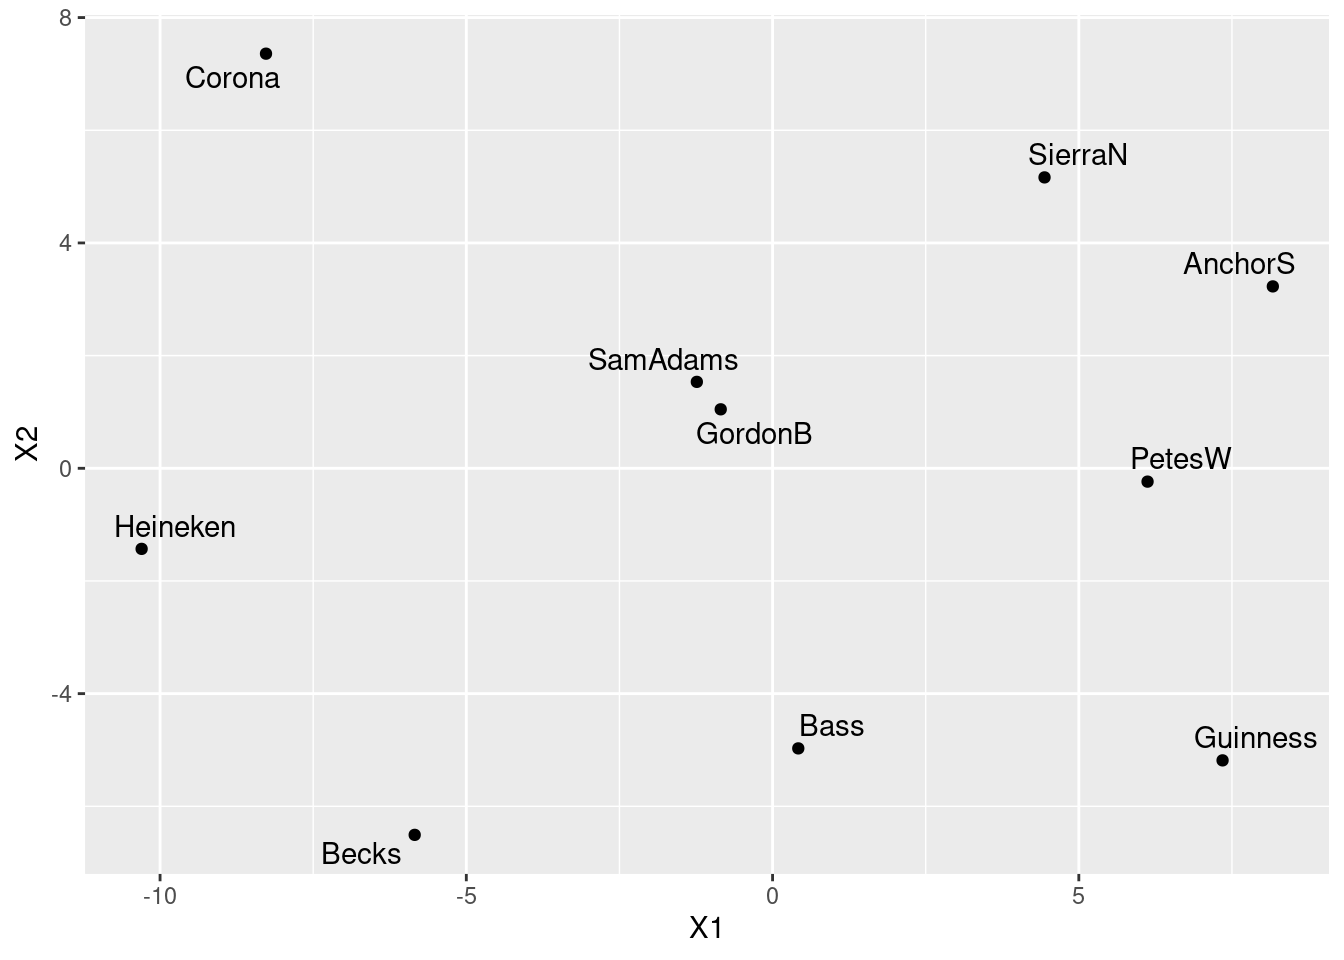 8
Corona
SierraN
4
AnchorS
SamAdams
GordonB
X2
0
PetesW
Heineken
-4
Bass
Guinness
Becks
-10
-5
0
5
X1